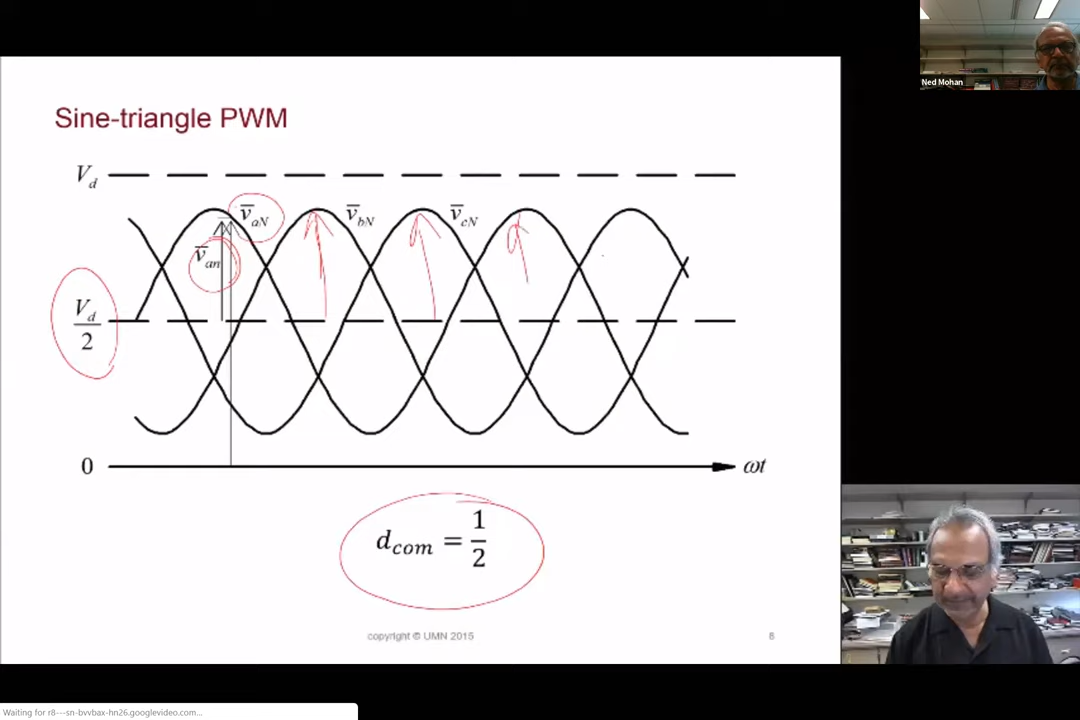 Ned Mohan
Sine-triangle PWM
V_d
v̅_aN
v̅_bN
v̅_cN
v̅_an
V_d/2
0
ωt
d_com = 1/2
copyright © UMN 2015
8
Waiting for r8---sn-bvvbax-hn26.googlevideo.com...